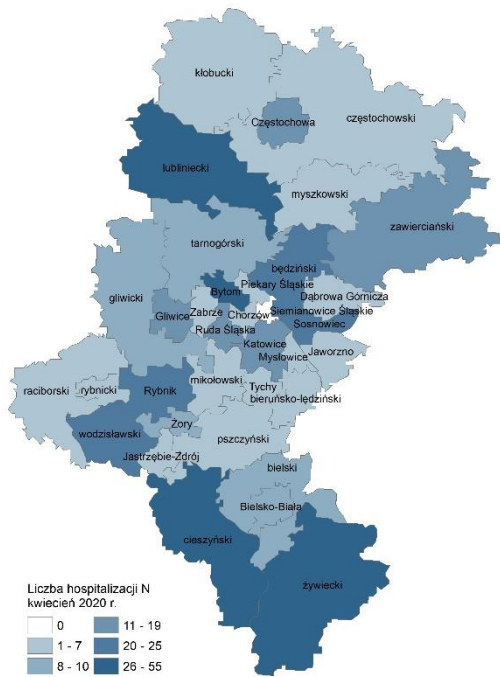 kłobucki
Częstochowa
częstochowski
lubliniecki
myszkowski
zawierciański
tarnogórski
będziński
gliwicki
Bytom
Piekary Śląskie
Dąbrowa Górnicza
Gliwice
Zabrze
Chorzów
Siemianowice Śląskie
Ruda Śląska
Sosnowiec
Katowice
Mysłowice
Jaworzno
raciborski
rybnicki
Rybnik
mikołowski
Tychy
bieruńsko-lędziński
Żory
wodzisławski
pszczyński
Jastrzębie-Zdrój
bielski
Bielsko-Biała
cieszyński
żywiecki
Liczba hospitalizacji N
kwiecień 2020 r.
0 11 - 19
1 - 7 20 - 25
8 - 10 26 - 55